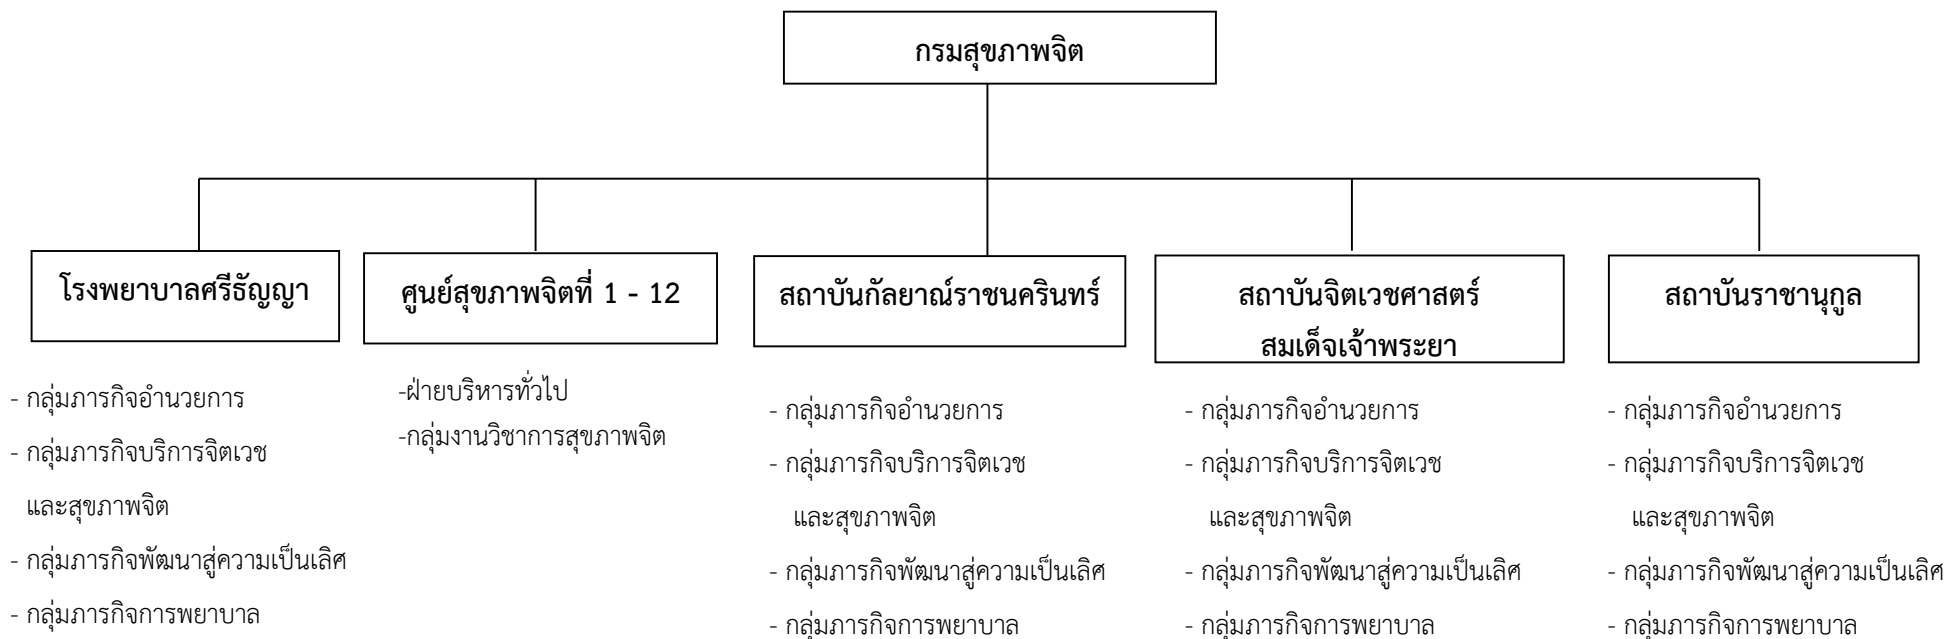 กรมสุขภาพจิต
โรงพยาบาลศรีธัญญา
- กลุ่มภารกิจอำนวยการ
- กลุ่มภารกิจบริการจิตเวช
และสุขภาพจิต
- กลุ่มภารกิจพัฒนาสู่ความเป็นเลิศ
- กลุ่มภารกิจการพยาบาล
ศูนย์สุขภาพจิตที่ 1 - 12
-ฝ่ายบริหารทั่วไป
-กลุ่มงานวิชาการสุขภาพจิต
สถาบันกัลยาณ์ราชนครินทร์
- กลุ่มภารกิจอำนวยการ
- กลุ่มภารกิจบริการจิตเวช
และสุขภาพจิต
- กลุ่มภารกิจพัฒนาสู่ความเป็นเลิศ
- กลุ่มภารกิจการพยาบาล
สถาบันจิตเวชศาสตร์
สมเด็จเจ้าพระยา
- กลุ่มภารกิจอำนวยการ
- กลุ่มภารกิจบริการจิตเวช
และสุขภาพจิต
- กลุ่มภารกิจพัฒนาสู่ความเป็นเลิศ
- กลุ่มภารกิจการพยาบาล
สถาบันราชานุกูล
- กลุ่มภารกิจอำนวยการ
- กลุ่มภารกิจบริการจิตเวช
และสุขภาพจิต
- กลุ่มภารกิจพัฒนาสู่ความเป็นเลิศ
- กลุ่มภารกิจการพยาบาล